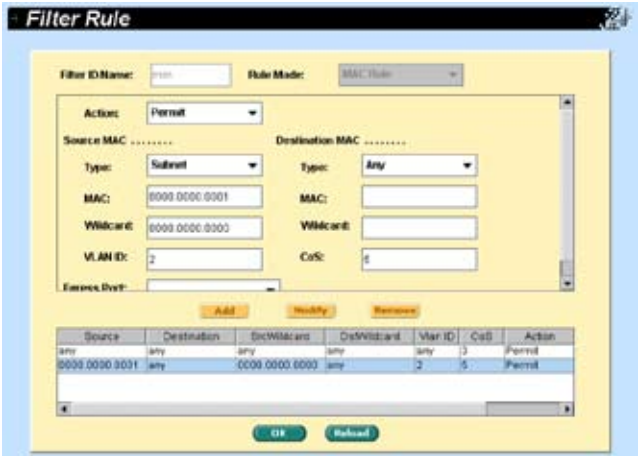 Filter Rule
Filter ID/Name: Rule Mode: MAC Rule
Action: Permit
Source MAC ........ Destination MAC ........
Type: Subnet Type: Any
MAC: 0000.0000.0001 MAC:
Wildcard: 0000.0000.0000 Wildcard:
VLAN ID: 2 CoS:
Egress Port:
Add Modify Remove
Source Destination SrcWildcard DstWildcard Vlan ID CoS Action
any any any any any 3 Permit
0000.0000.0001 any 0000.0000.0000 any 2 Permit
OK Reload